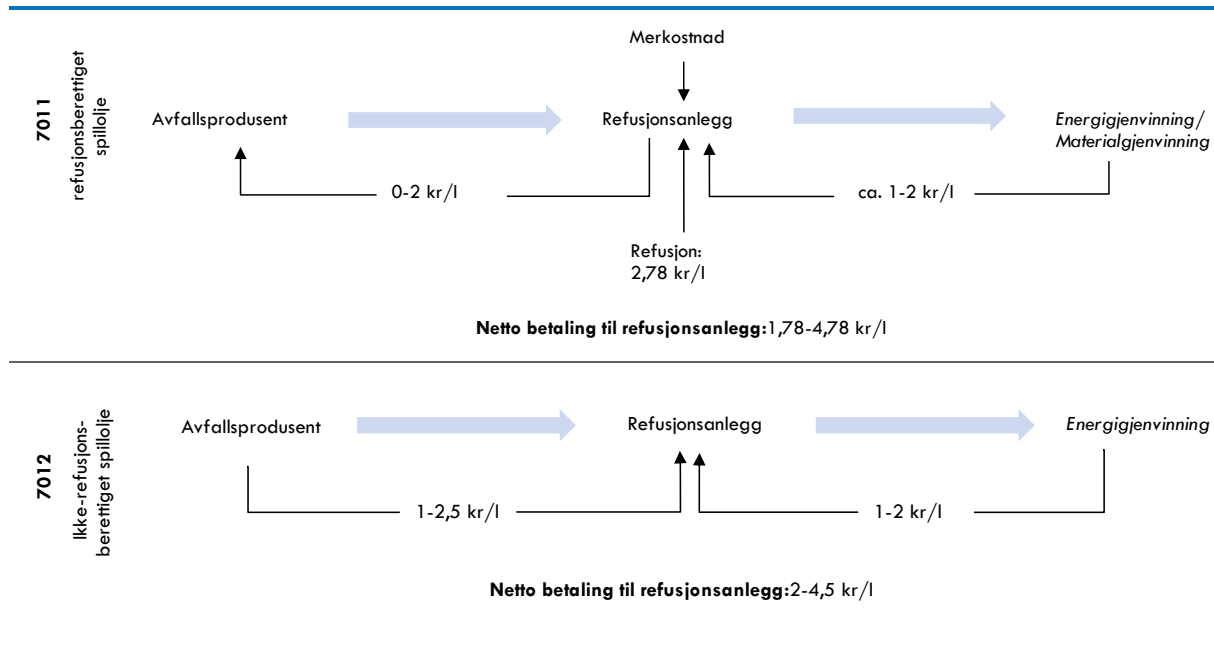 Merkostnad
7011
refusjonsberettiget
spillolje
Avfallsprodusent
Refusjonsanlegg
Energigjenvinning/
Materialgjenvinning
0-2 kr/l
ca. 1-2 kr/l
Refusjon:
2,78 kr/l
Netto betaling til refusjonsanlegg:1,78-4,78 kr/l
7012
Ikke-refusjons-
berettiget spillolje
Avfallsprodusent
Refusjonsanlegg
Energigjenvinning
1-2,5 kr/l
1-2 kr/l
Netto betaling til refusjonsanlegg:2-4,5 kr/l